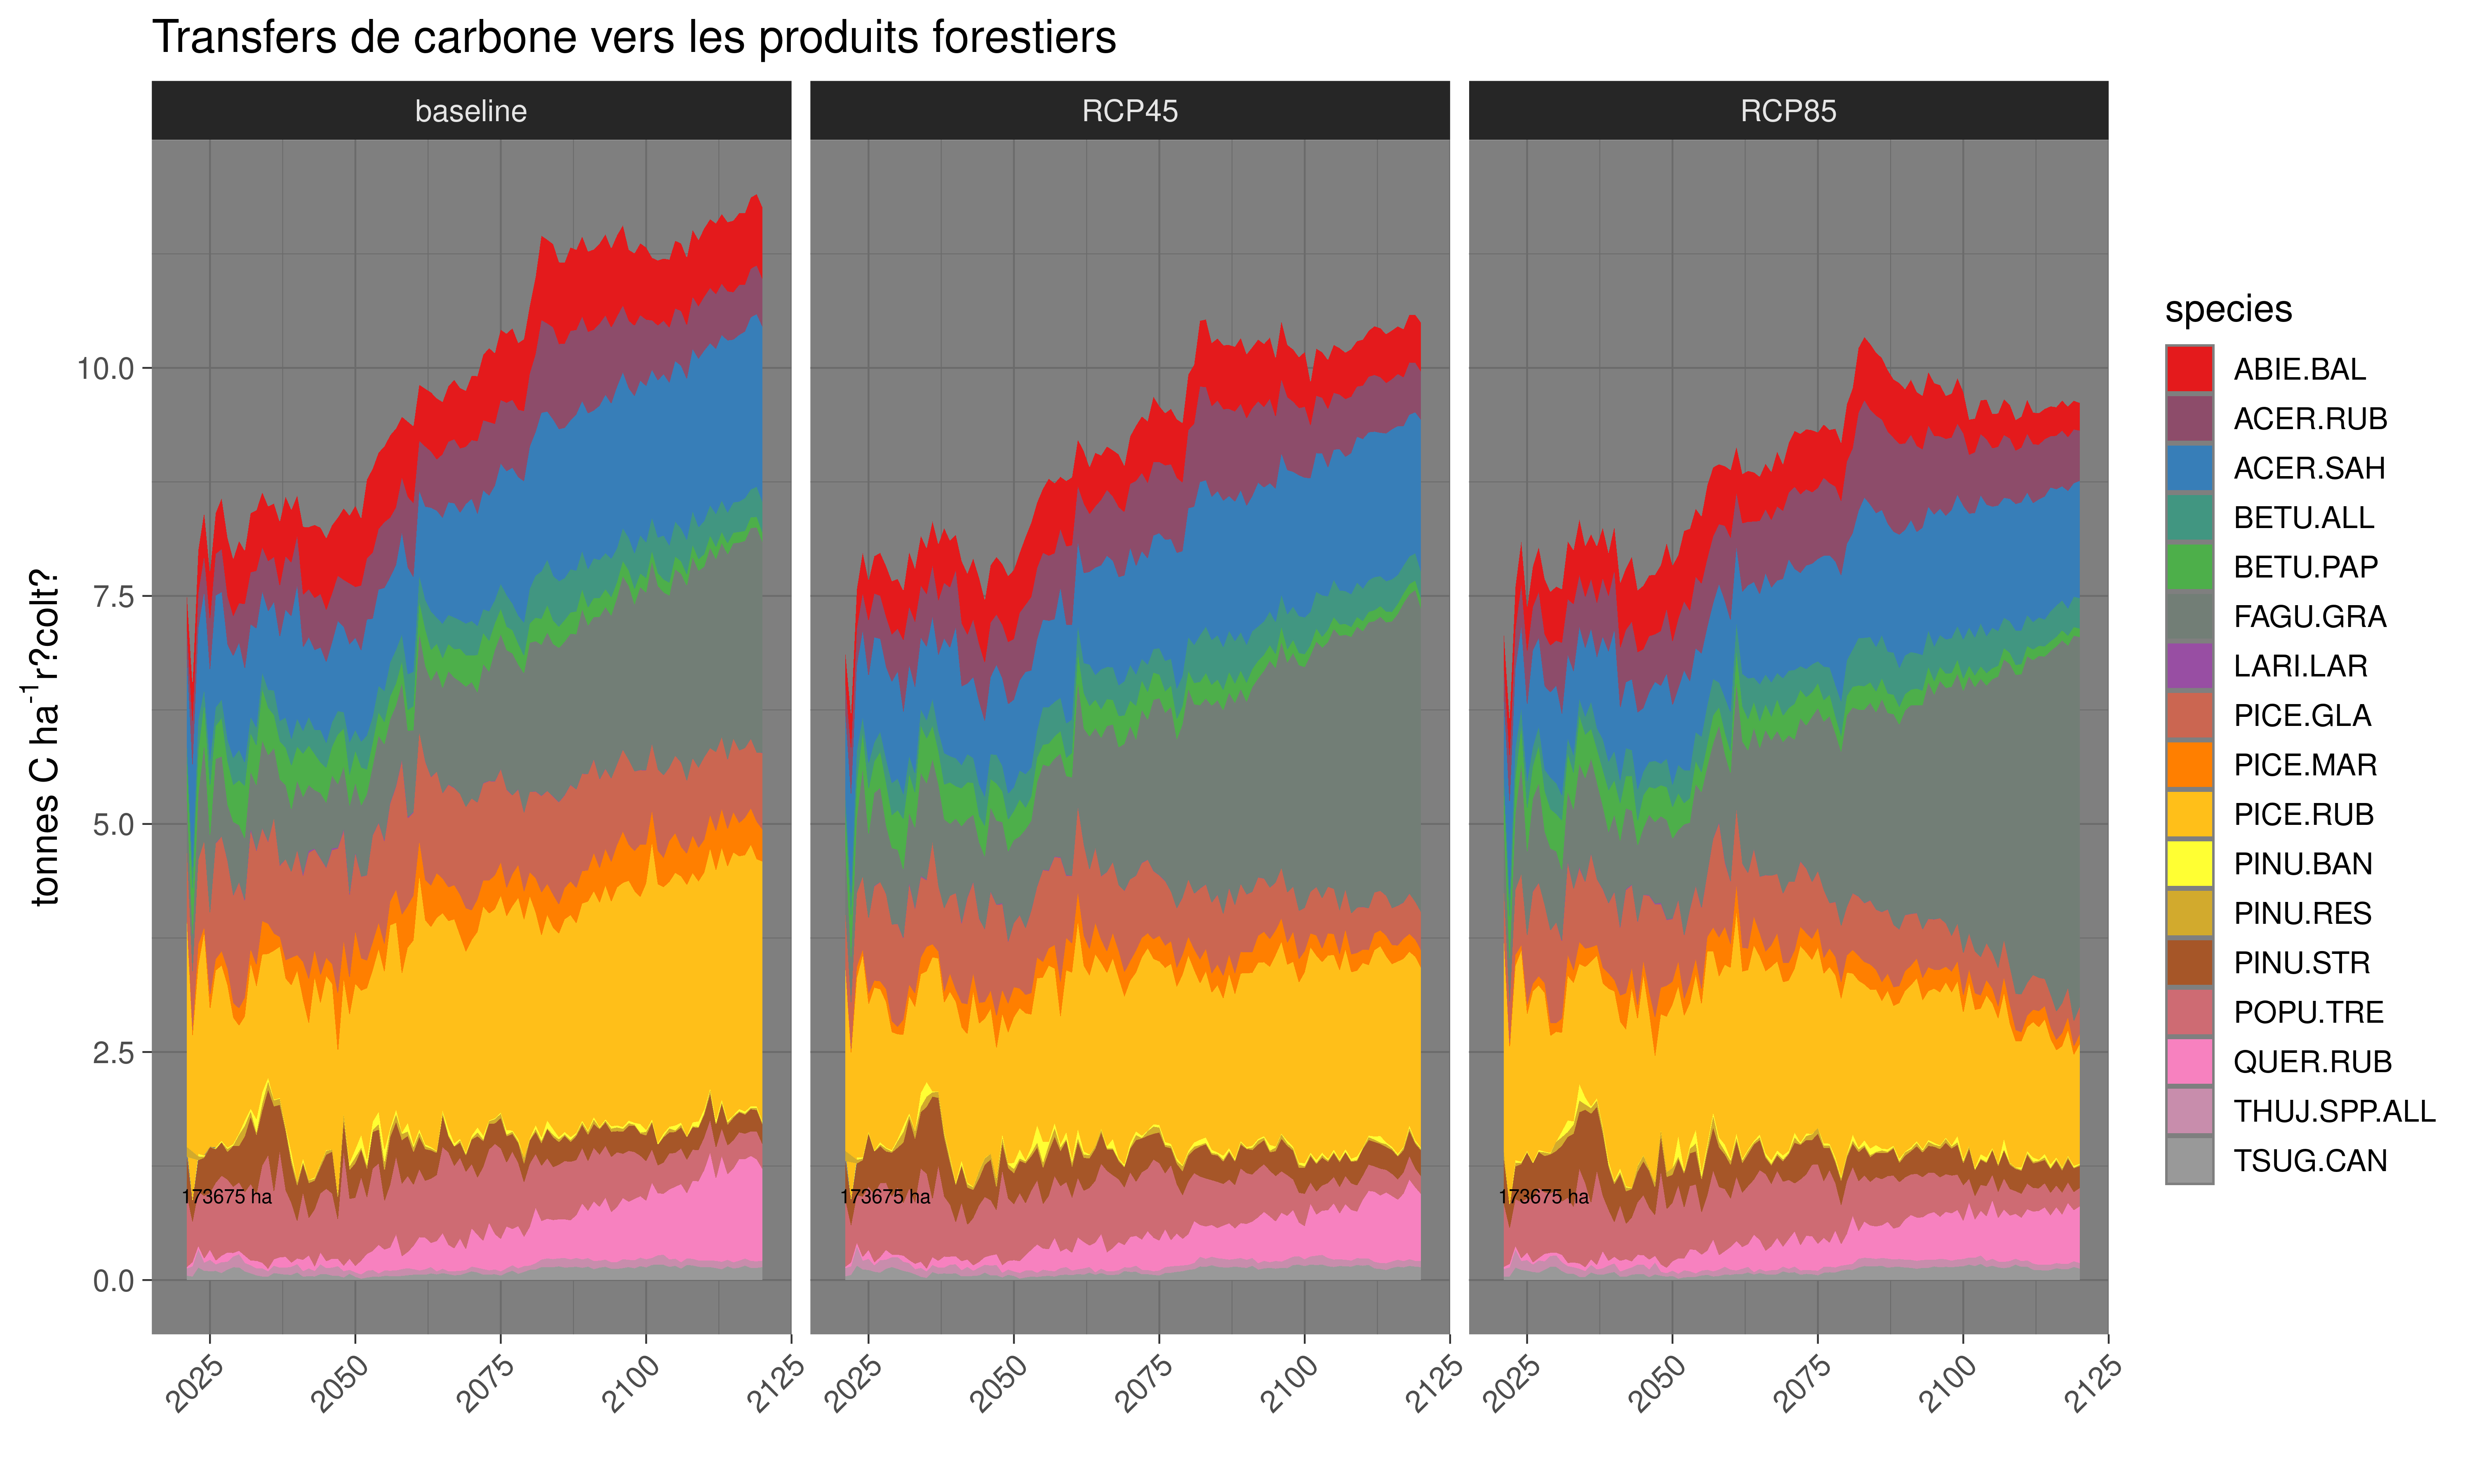 Transfers de carbone vers les produits forestiers
baseline
RCP45
RCP85
tonnes C ha-1r?colt?
10.0
7.5
5.0
2.5
0.0
173675 ha
173675 ha
173675 ha
2025
2050
2075
2100
2125
2025
2050
2075
2100
2125
2025
2050
2075
2100
2125
species
ABIE.BAL
ACER.RUB
ACER.SAH
BETU.ALL
BETU.PAP
FAGU.GRA
LARI.LAR
PICE.GLA
PICE.MAR
PICE.RUB
PINU.BAN
PINU.RES
PINU.STR
POPU.TRE
QUER.RUB
THUJ.SPP.ALL
TSUG.CAN